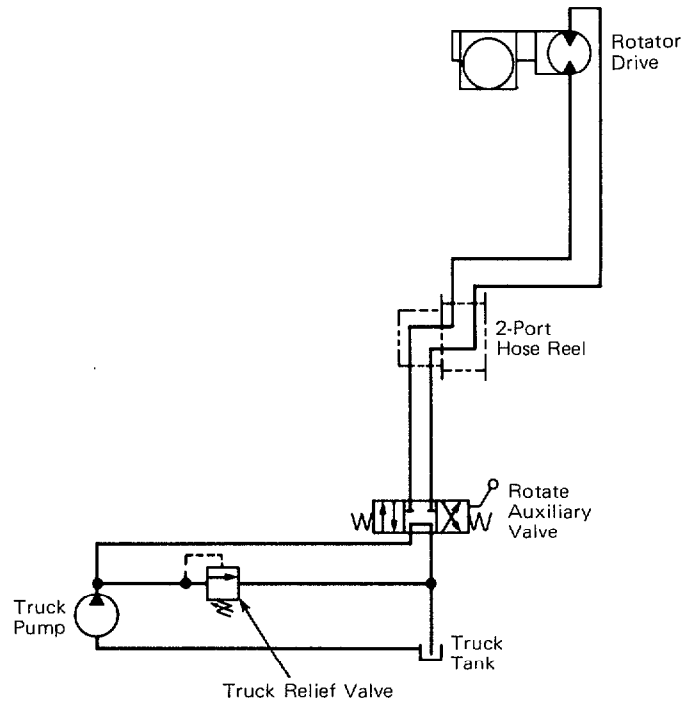 Rotator
Drive
2-Port
Hose Reel
Rotate
Auxiliary
Valve
Truck
Pump
Truck
Tank
Truck Relief Valve